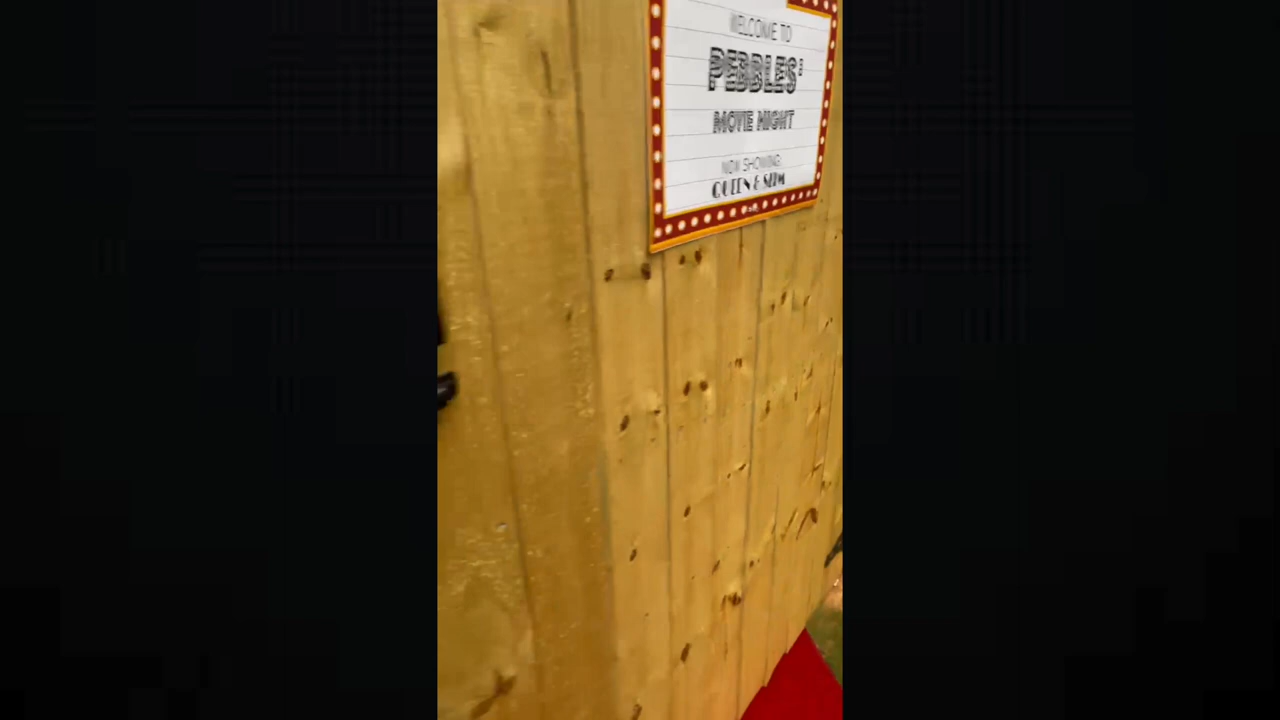 WELCOME TO
PEBBLES'
MOVIE NIGHT
NOW SHOWING:
QUEEN & SLIM